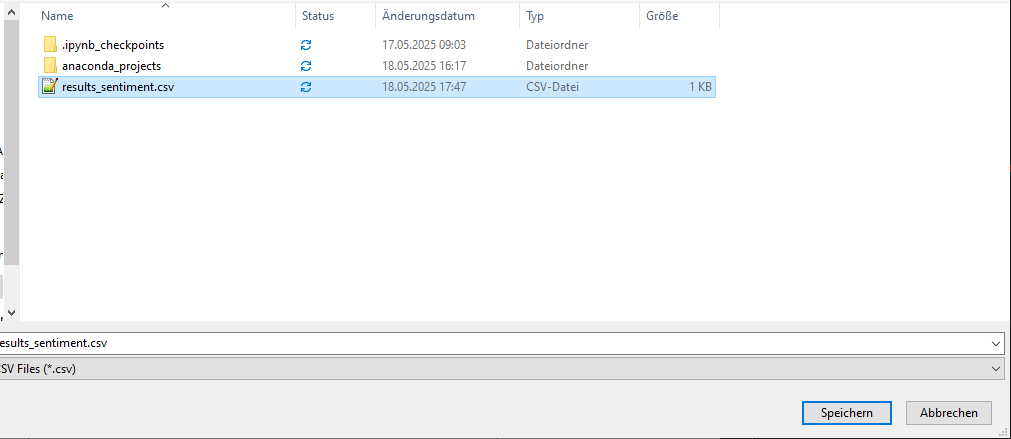 Name Status Änderungsdatum Typ Größe
.ipynb_checkpoints 17.05.2025 09:03 Dateiordner
anaconda_projects 18.05.2025 16:17 Dateiordner
results_sentiment.csv 18.05.2025 17:47 CSV-Datei 1 KB
esults_sentiment.csv
SV Files (*.csv)
Speichern Abbrechen